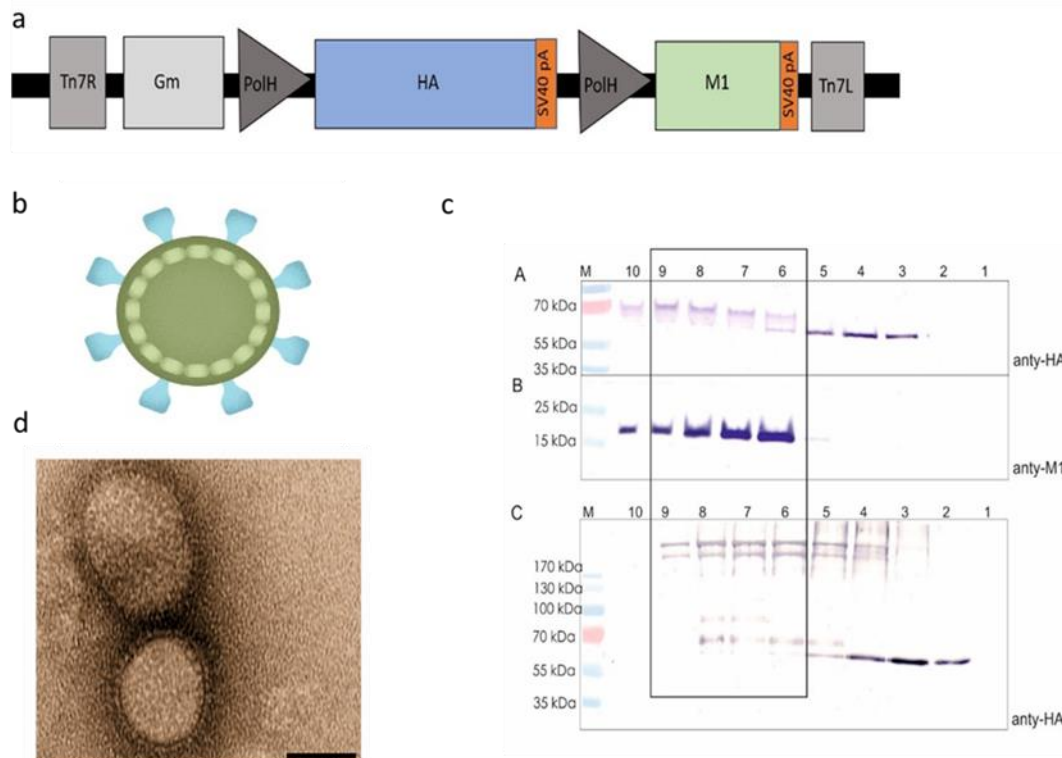 a
Tn7R Gm PolH HA SV40 pA PolH M1 SV40 pA Tn7L
b
c
A M 10 9 8 7 6 5 4 3 2 1
70 kDa
55 kDa
35 kDa
anty-HA
B
25 kDa
15 kDa
anty-M1
C M 10 9 8 7 6 5 4 3 2 1
170 kDa
130 kDa
100 kDa
70 kDa
55 kDa
35 kDa
anty-HA
d